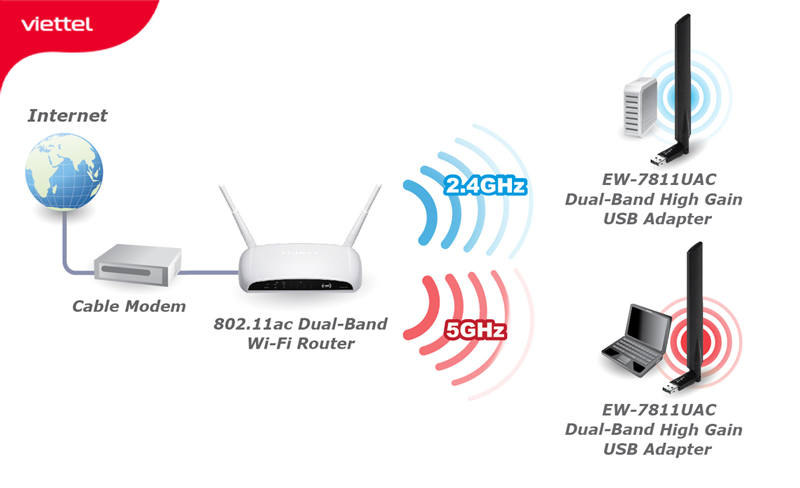 viettel
Internet
Cable Modem
802.11ac Dual-Band
Wi-Fi Router
2.4GHz
5GHz
EW-7811UAC
Dual-Band High Gain
USB Adapter
EW-7811UAC
Dual-Band High Gain
USB Adapter